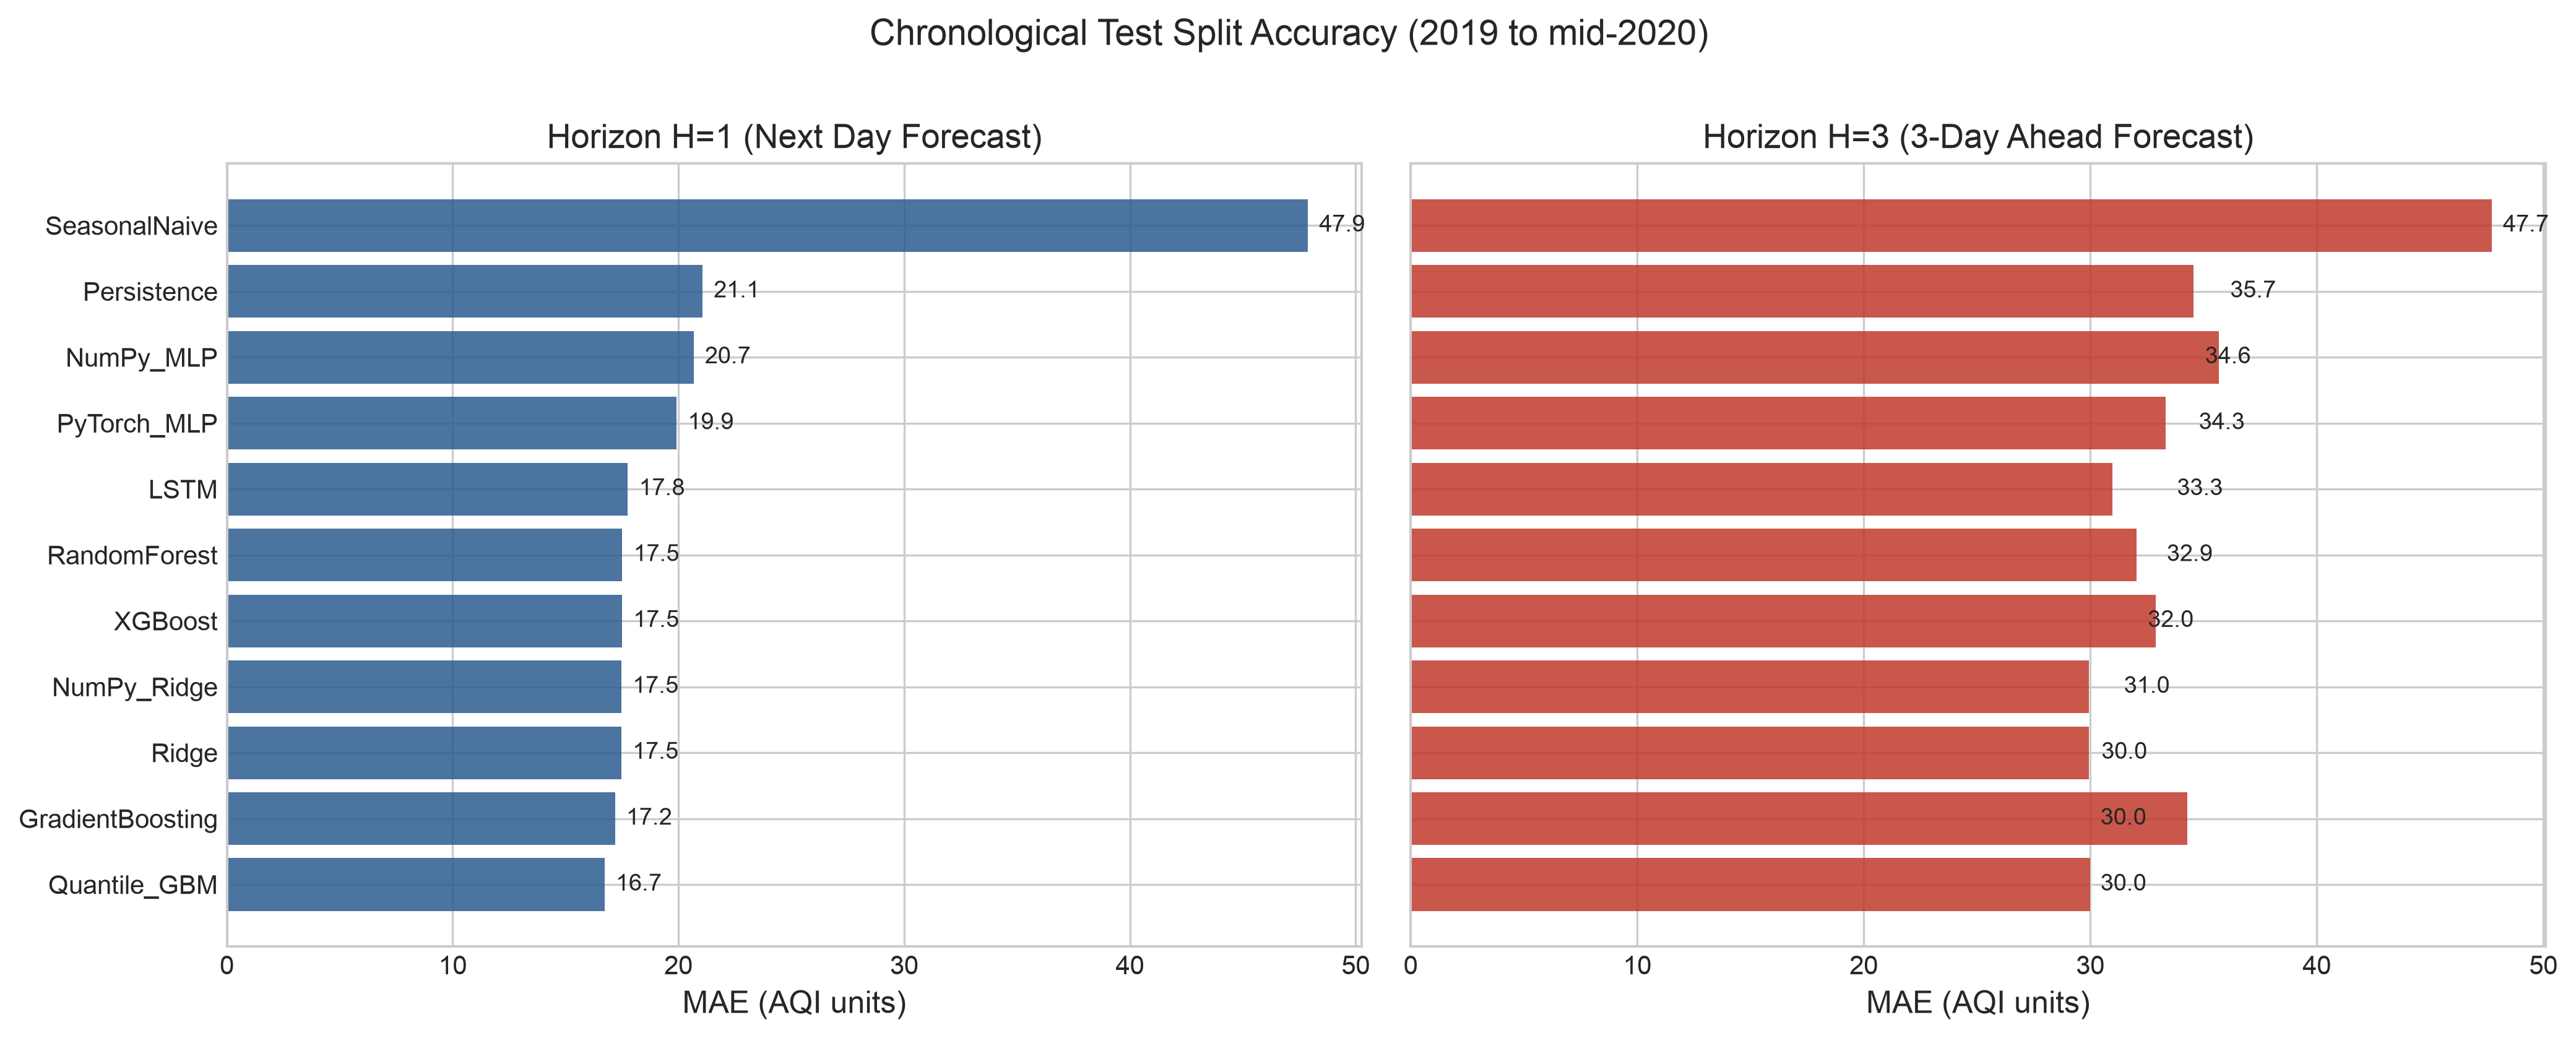 Chronological Test Split Accuracy (2019 to mid-2020)
Horizon H=1 (Next Day Forecast)
SeasonalNaive 47.9
Persistence 21.1
NumPy_MLP 20.7
PyTorch_MLP 19.9
LSTM 17.8
RandomForest 17.5
XGBoost 17.5
NumPy_Ridge 17.5
Ridge 17.5
GradientBoosting 17.2
Quantile_GBM 16.7
0 10 20 30 40 50
MAE (AQI units)
Horizon H=3 (3-Day Ahead Forecast)
47.7
35.7
34.6
34.3
33.3
32.9
32.0
31.0
30.0
30.0
30.0
0 10 20 30 40 50
MAE (AQI units)